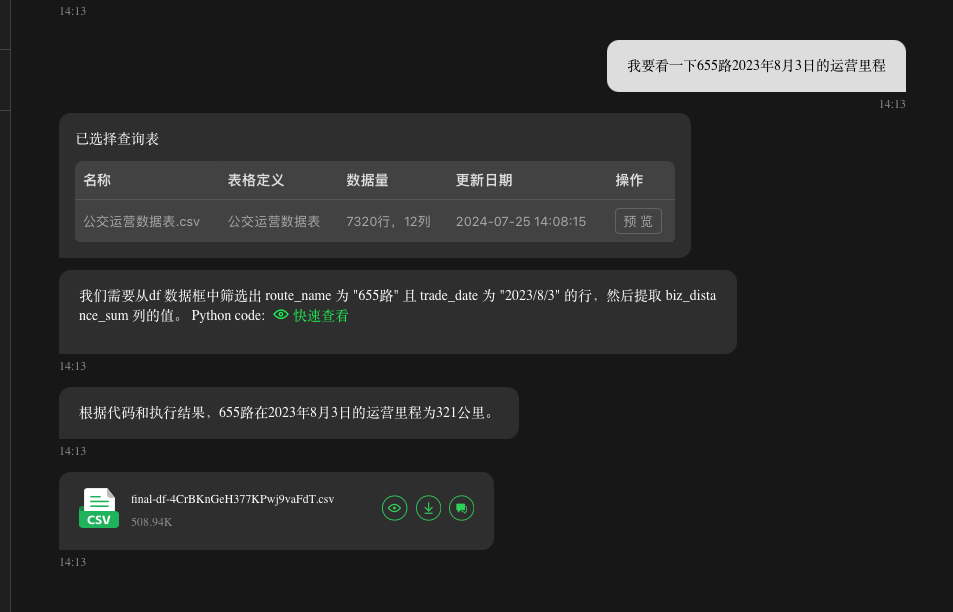 14:13
我要看一下655路2023年8月3日的运营里程
14:13
已选择查询表
名称 表格定义 数据量 更新日期 操作
公交运营数据表.csv 公交运营数据表 7320行，12列 2024-07-25 14:08:15 预 览
我们需要从df 数据框中筛选出 route_name 为 "655路" 且 trade_date 为 "2023/8/3" 的行，然后提取 biz_dista
nce_sum 列的值。 Python code: 快速查看
14:13
根据代码和执行结果，655路在2023年8月3日的运营里程为321公里。
14:13
final-df-4CrBKnGeH377KPwj9vaFdT.csv
CSV
508.94K
14:13